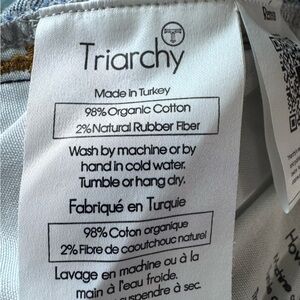 Triarchy
Made in Turkey
98% Organic Cotton
2% Natural Rubber Fiber
Wash by machine or by
hand in cold water.
Tumble or hang dry.
Fabriqué en Turquie
98% Coton organique
2% Fibre de caoutchouc naturel
Lavage en machine ou à la
main à l'eau froide.
suspendre à sec.